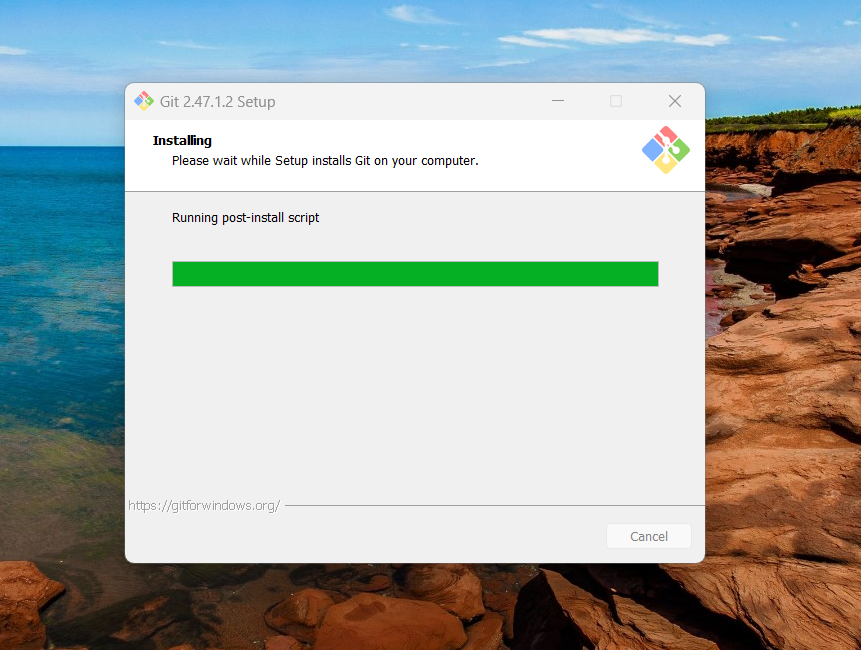 Git 2.47.1.2 Setup
Installing
Please wait while Setup installs Git on your computer.
Running post-install script
https://gitforwindows.org/
Cancel